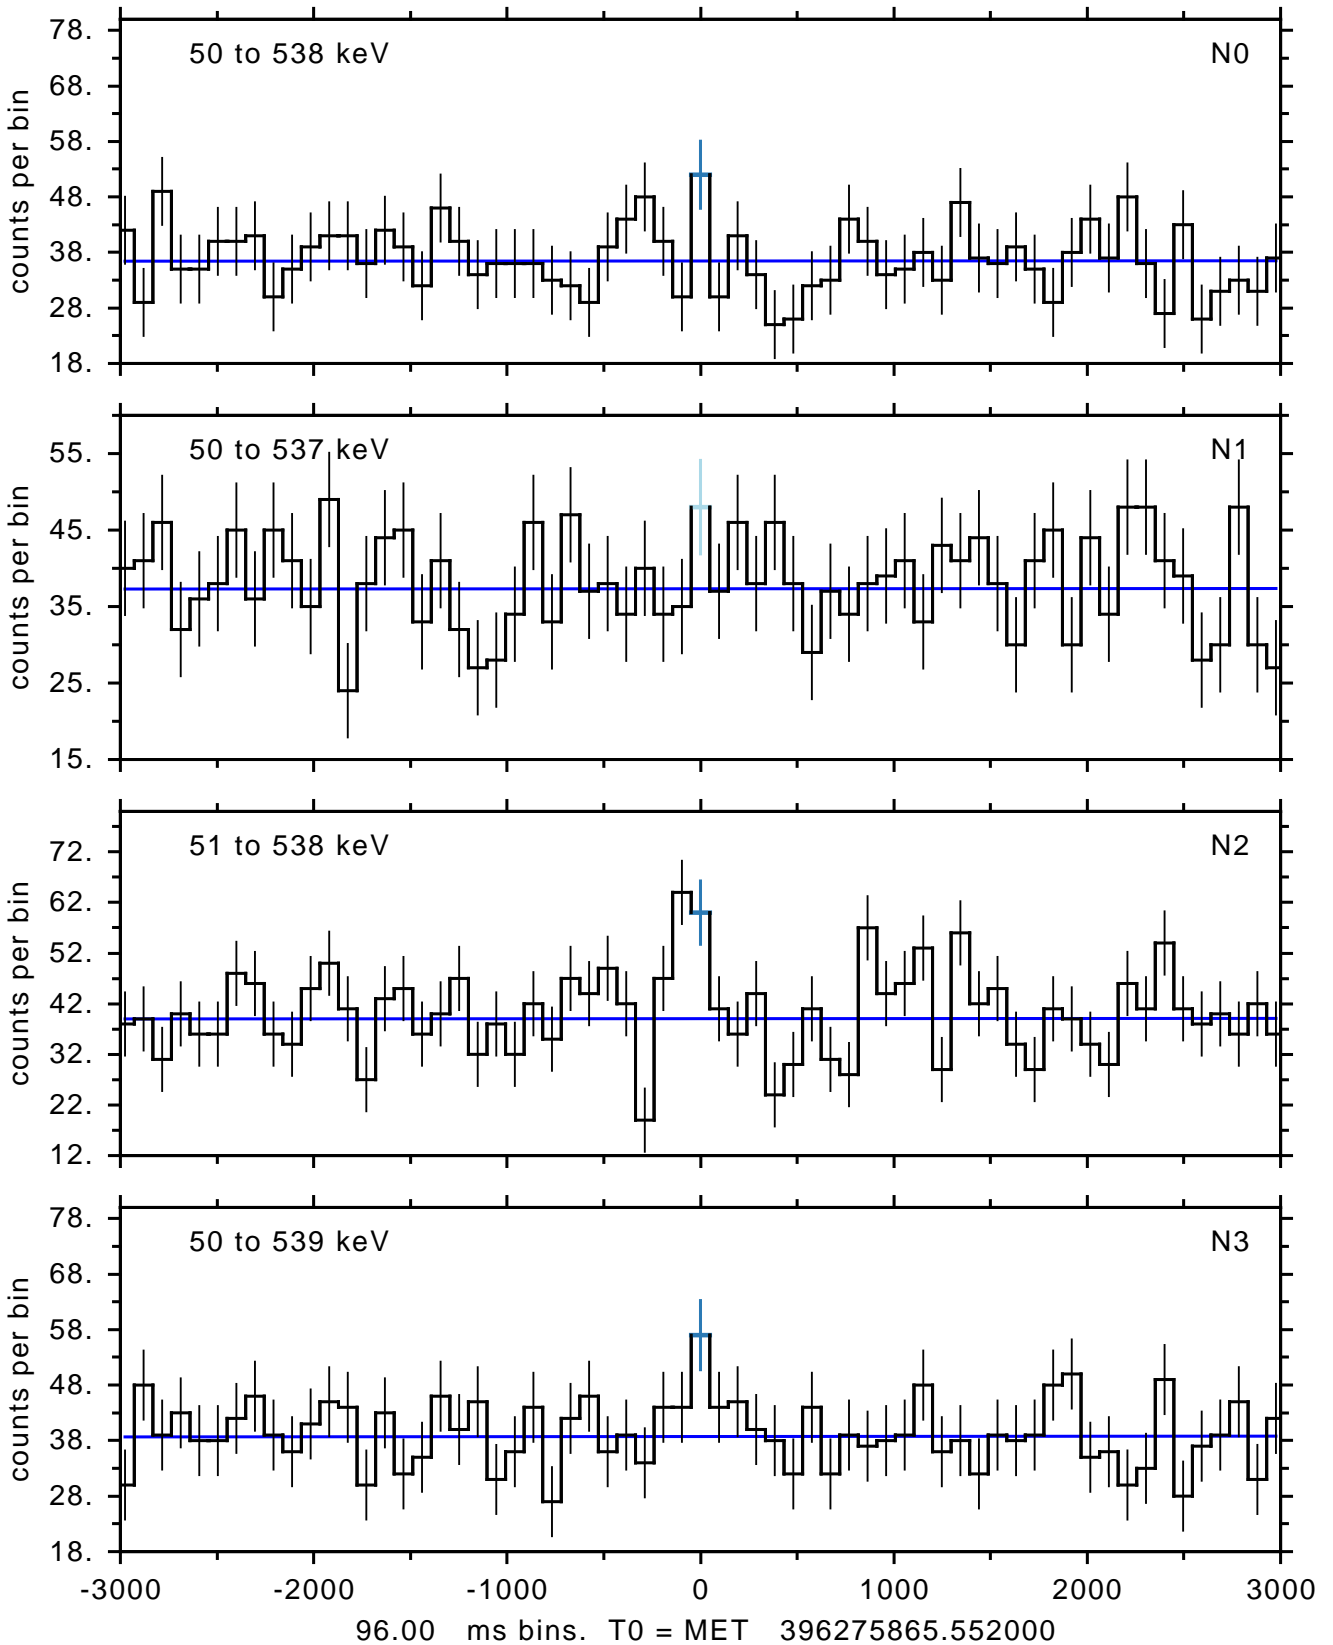 50 to 538 keV N0
counts per bin
78.
68.
58.
48.
38.
28.
18.
50 to 537 keV N1
counts per bin
55.
45.
35.
25.
15.
51 to 538 keV N2
counts per bin
72.
62.
52.
42.
32.
22.
12.
50 to 539 keV N3
counts per bin
78.
68.
58.
48.
38.
28.
18.
-3000 -2000 -1000 0 1000 2000 3000
96.00 ms bins. T0 = MET 396275865.552000